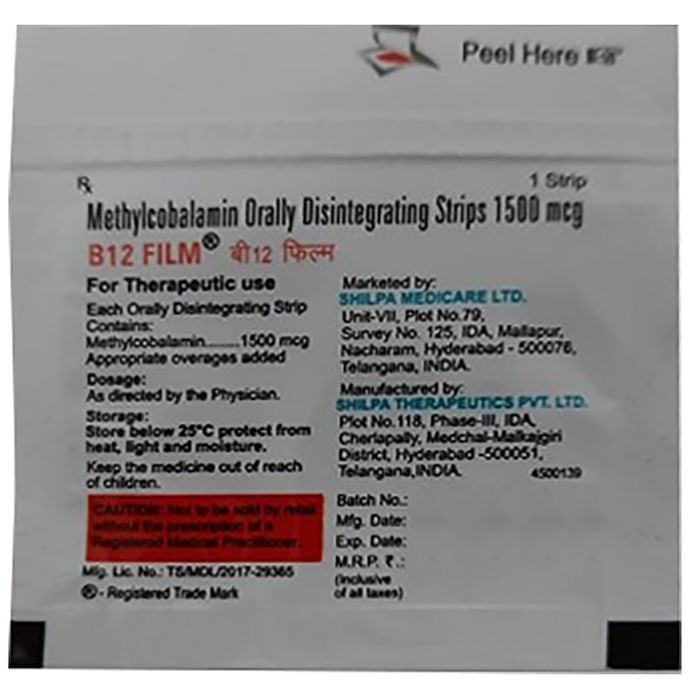 Peel Here
Rx
1 Strip
Methylcobalamin Orally Disintegrating Strips 1500 mcg
B12 FILM® बी12 फिल्म
For Therapeutic use
Each Orally Disintegrating Strip
Contains:
Methylcobalamin.........1500 mcg
Appropriate overages added
Dosage:
As directed by the Physician.
Storage:
Store below 25°C protect from
heat, light and moisture.
Keep the medicine out of reach
of children.
CAUTION: Not to be sold by retail
without the prescription of a
Registered Medical Practitioner.
Mfg. Lic. No.: TS/MDL/2017-29365
®- Registered Trade Mark
Marketed by:
SHILPA MEDICARE LTD.
Unit-VII, Plot No.79,
Survey No. 125, IDA, Mallapur,
Nacharam, Hyderabad - 500076,
Telangana, INDIA.
Manufactured by:
SHILPA THERAPEUTICS PVT. LTD.
Plot No.118, Phase-III, IDA,
Cherlapally, Medchal-Malkajgiri
District, Hyderabad -500051,
Telangana,INDIA. 4500139
Batch No.:
Mfg. Date:
Exp. Date:
M.R.P. ₹.:
(Inclusive
of all taxes)